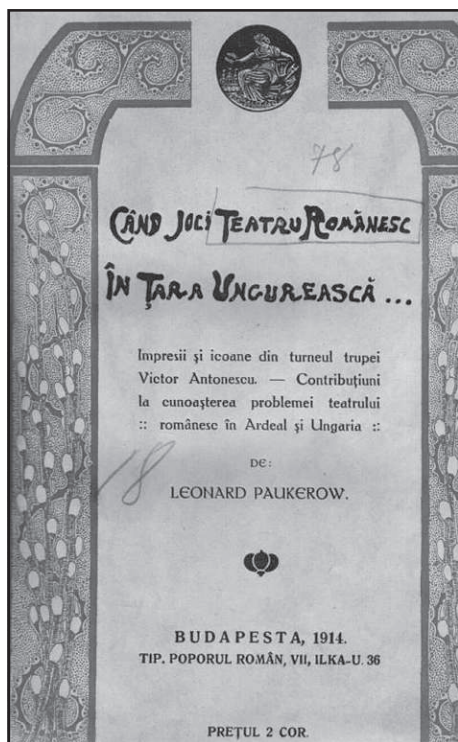 78
CÂND JOCI TEATRU ROMÂNESC
ÎN ȚARA UNGUREASCĂ ...
Impresii și icoane din turneul trupei
Victor Antonescu. — Contribuțiuni
la cunoașterea problemei teatrului
:: românesc în Ardeal și Ungaria ::
DE:
18
LEONARD PAUKEROW.
BUDAPESTA, 1914.
TIP. POPORUL ROMÂN, VII, ILKA-U. 36
PREȚUL 2 COR.